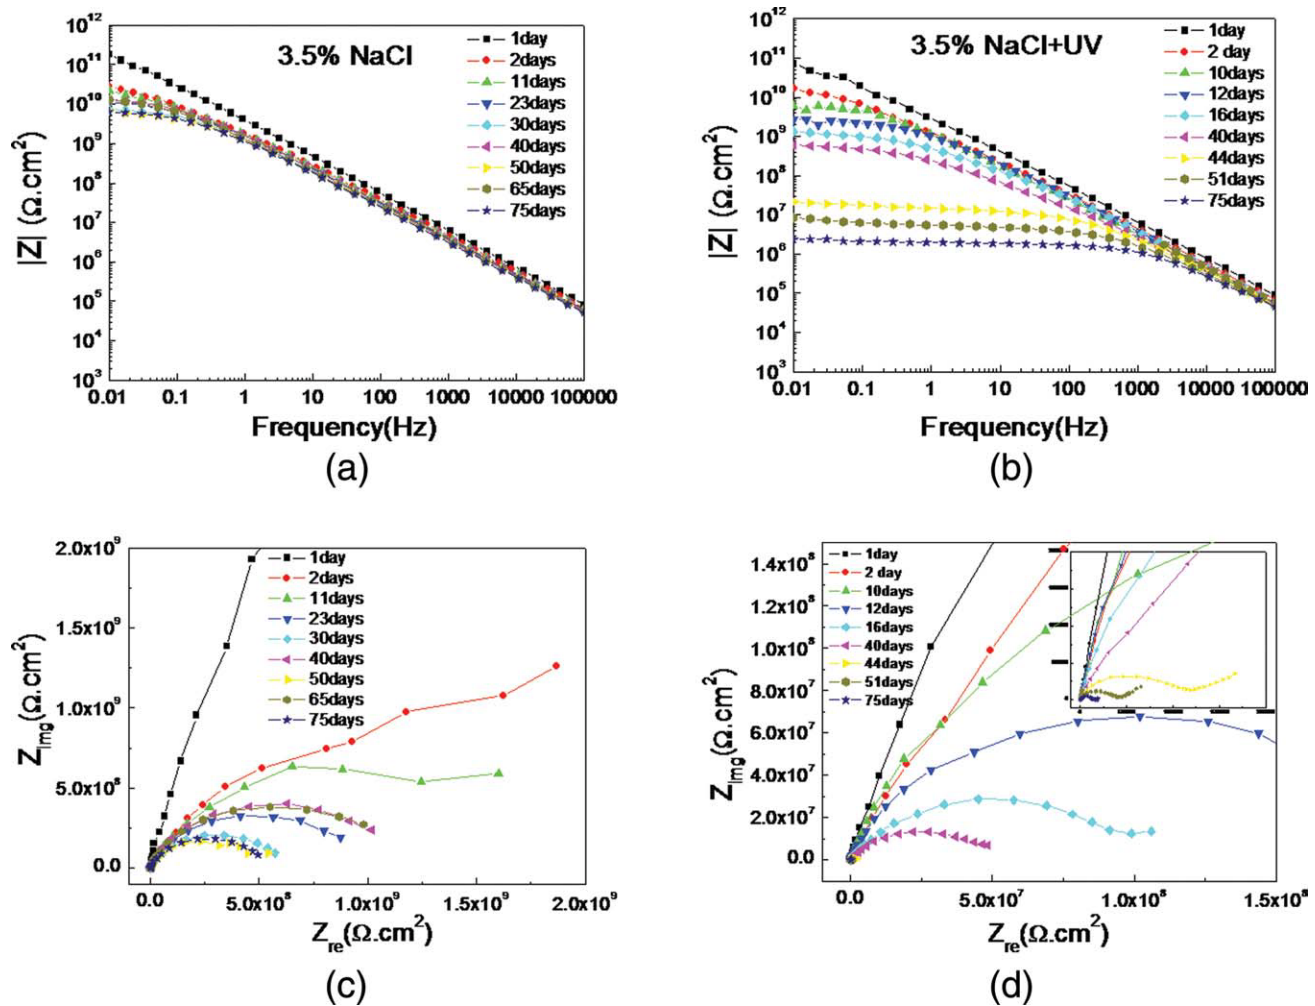 3.5% NaCl
1day
2days
11days
23days
30days
40days
50days
65days
75days
10¹²
10¹¹
10¹⁰
10⁹
10⁸
10⁷
10⁶
10⁵
10⁴
10³
|Z| (Ω.cm²)
0.01 0.1 1 10 100 1000 10000 100000
Frequency(Hz)
(a)
3.5% NaCl+UV
1day
2 day
10days
12days
16days
40days
44days
51days
75days
10¹²
10¹¹
10¹⁰
10⁹
10⁸
10⁷
10⁶
10⁵
10⁴
10³
|Z| (Ω.cm²)
0.01 0.1 1 10 100 1000 10000 100000
Frequency(Hz)
(b)
1day
2days
11days
23days
30days
40days
50days
65days
75days
2.0x10⁹
1.5x10⁹
1.0x10⁹
5.0x10⁸
0.0
Z_Img(Ω.cm²)
0.0 5.0x10⁸ 1.0x10⁹ 1.5x10⁹ 2.0x10⁹
Z_re(Ω.cm²)
(c)
1day
2 day
10days
12days
16days
40days
44days
51days
75days
1.4x10⁸
1.2x10⁸
1.0x10⁸
8.0x10⁷
6.0x10⁷
4.0x10⁷
2.0x10⁷
0.0
Z_Img(Ω.cm²)
0.0 5.0x10⁷ 1.0x10⁸ 1.5x10⁸
Z_re(Ω.cm²)
(d)